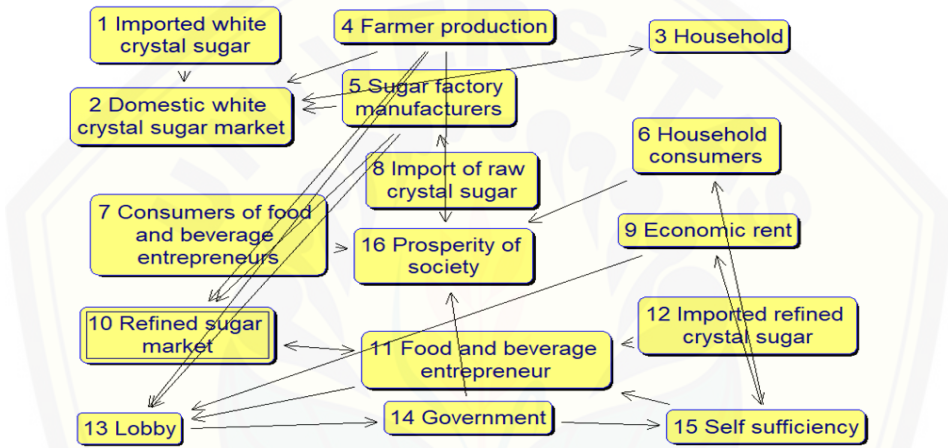 1 Imported white
crystal sugar
4 Farmer production
3 Household
2 Domestic white
crystal sugar market
5 Sugar factory
manufacturers
6 Household
consumers
8 Import of raw
crystal sugar
7 Consumers of food
and beverage
entrepreneurs
9 Economic rent
16 Prosperity of
society
10 Refined sugar
market
12 Imported refined
crystal sugar
11 Food and beverage
entrepreneur
13 Lobby
14 Government
15 Self sufficiency